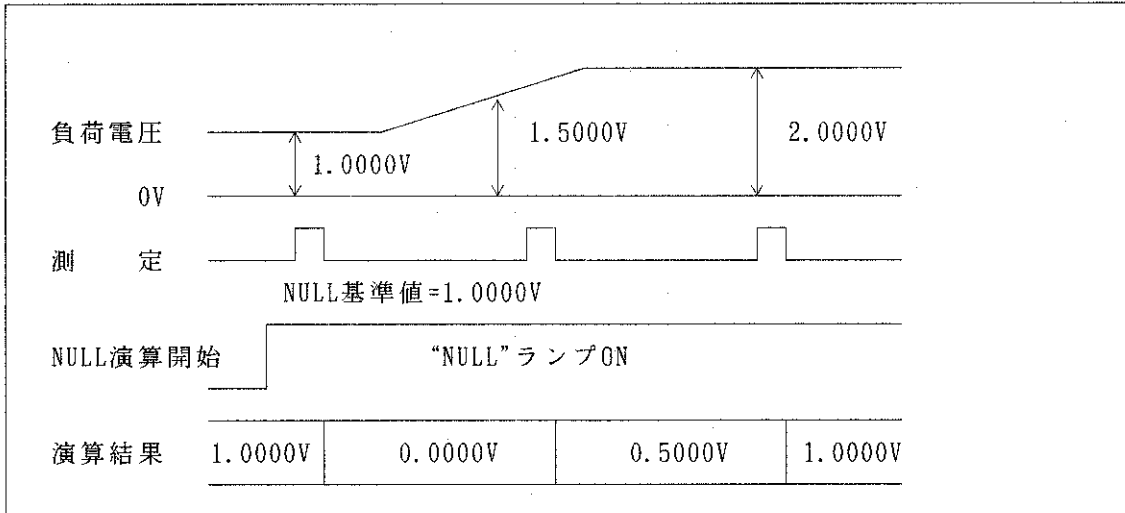 負荷電圧
1.0000V
1.5000V
2.0000V
0V
測 定
NULL基準値=1.0000V
NULL演算開始
“NULL”ランプON
演算結果
1.0000V
0.0000V
0.5000V
1.0000V